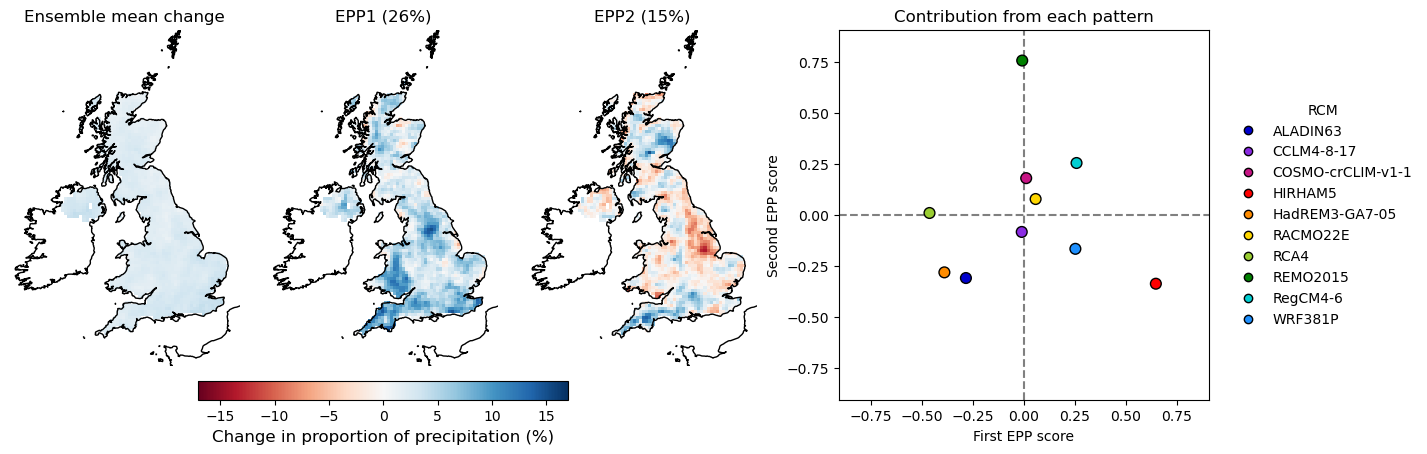 Ensemble mean change
EPP1 (26%)
EPP2 (15%)
−15 −10 −5 0 5 10 15
Change in proportion of precipitation (%)
Contribution from each pattern
Second EPP score
0.75
0.50
0.25
0.00
−0.25
−0.50
−0.75
−0.75 −0.50 −0.25 0.00 0.25 0.50 0.75
First EPP score
RCM
ALADIN63
CCLM4-8-17
COSMO-crCLIM-v1-1
HIRHAM5
HadREM3-GA7-05
RACMO22E
RCA4
REMO2015
RegCM4-6
WRF381P